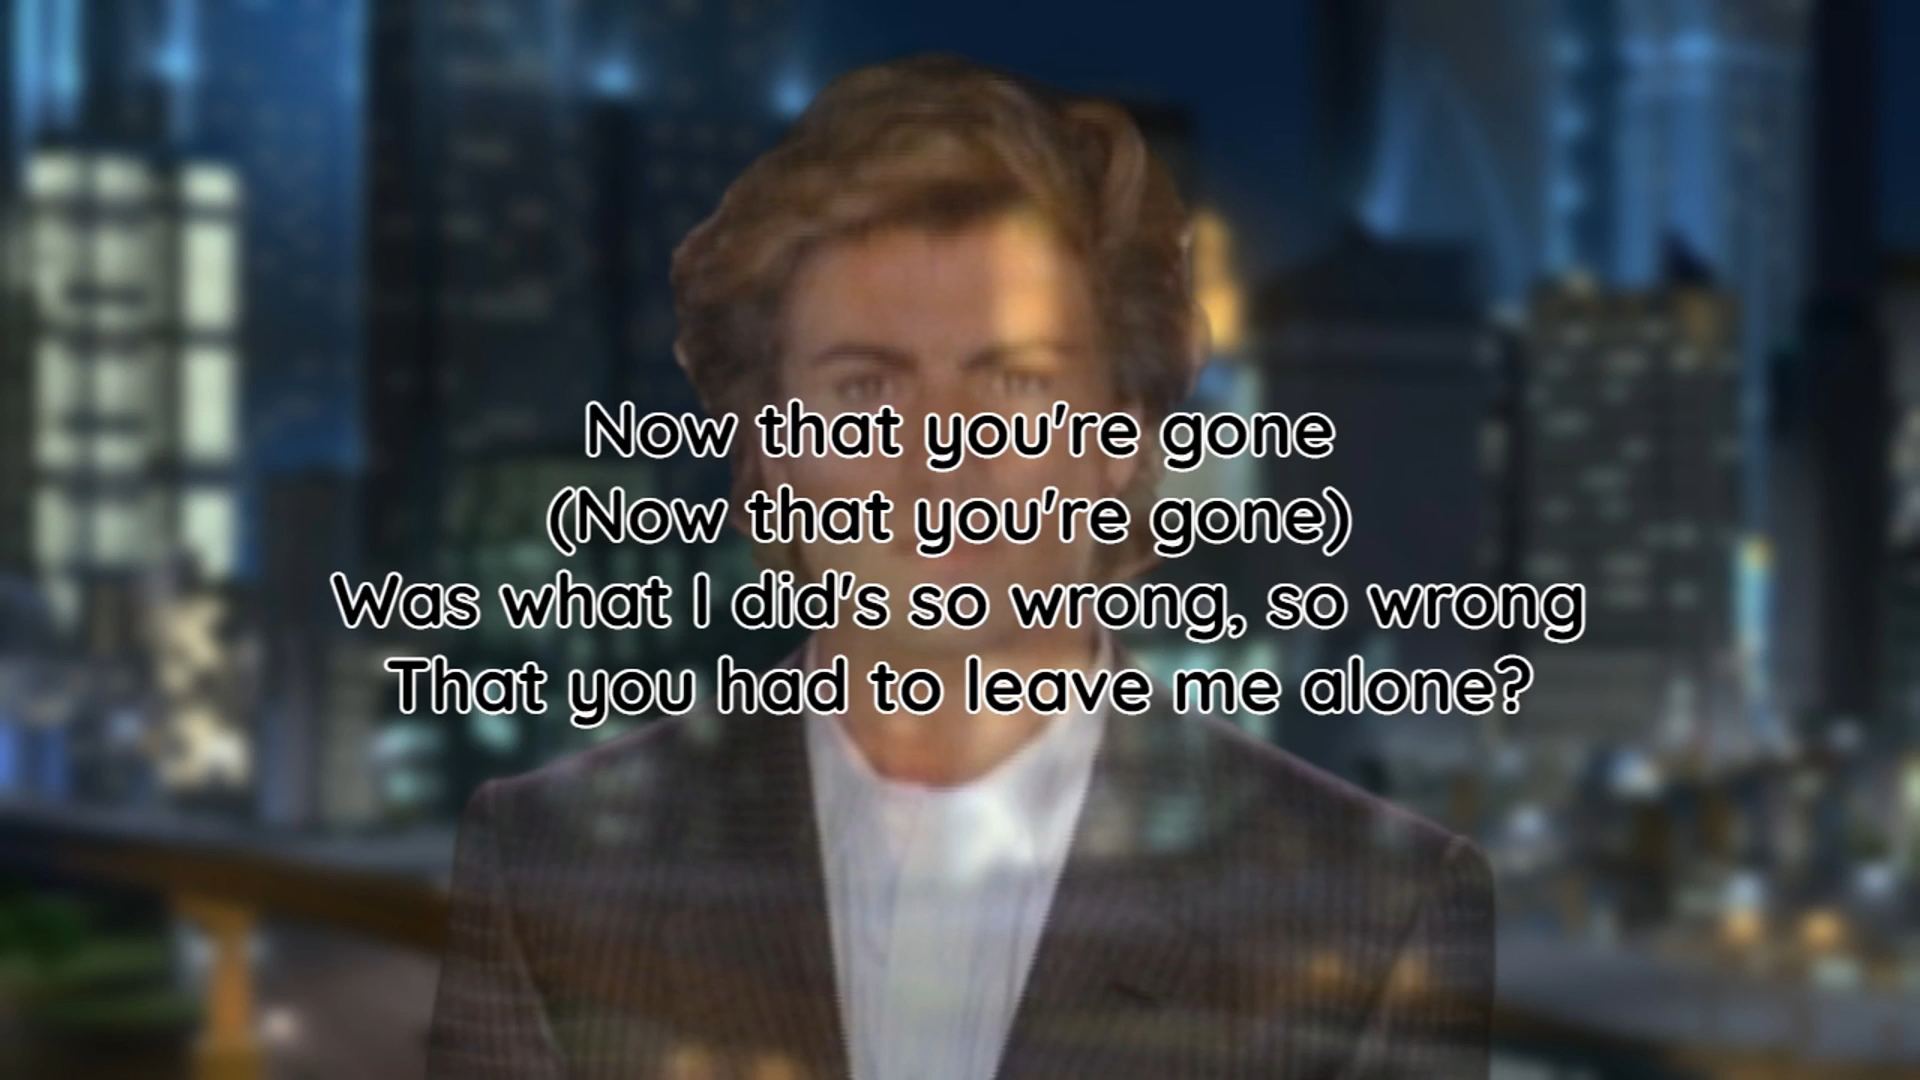 Now that you're gone
(Now that you're gone)
Was what I did's so wrong, so wrong
That you had to leave me alone?